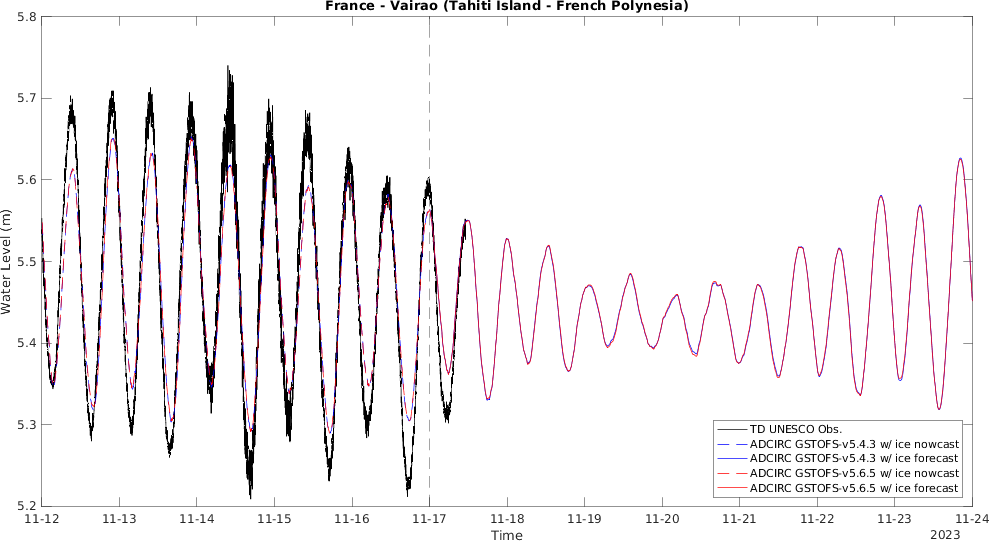 France - Vairao (Tahiti Island - French Polynesia)
5.8
5.7
5.6
5.5
5.4
5.3
5.2
Water Level (m)
TD UNESCO Obs.
ADCIRC GSTOFS-v5.4.3 w/ ice nowcast
ADCIRC GSTOFS-v5.4.3 w/ ice forecast
ADCIRC GSTOFS-v5.6.5 w/ ice nowcast
ADCIRC GSTOFS-v5.6.5 w/ ice forecast
11-12 11-13 11-14 11-15 11-16 11-17 11-18 11-19 11-20 11-21 11-22 11-23 11-24
Time
2023